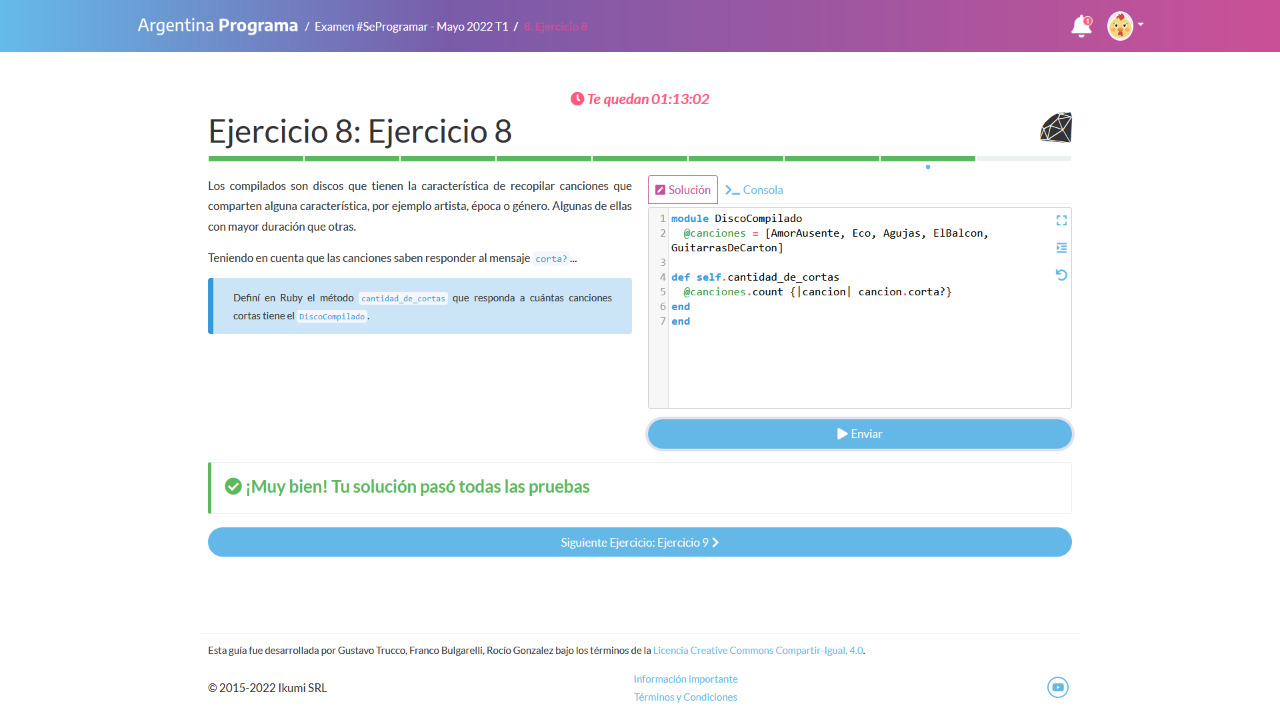 Argentina Programa / Examen #SeProgramar - Mayo 2022 T1 / 8. Ejercicio 8
1
Te quedan 01:13:02
Ejercicio 8: Ejercicio 8
Los compilados son discos que tienen la característica de recopilar canciones que
comparten alguna característica, por ejemplo artista, época o género. Algunas de ellas
con mayor duración que otras.
Teniendo en cuenta que las canciones saben responder al mensaje corta? ...
Definí en Ruby el método cantidad_de_cortas que responda a cuántas canciones
cortas tiene el DiscoCompilado.
Solución
Consola
1 module DiscoCompilado
2 @canciones = [AmorAusente, Eco, Agujas, ElBalcon,
GuitarrasDeCarton]
3
4 def self.cantidad_de_cortas
5 @canciones.count {|cancion| cancion.corta?}
6 end
7 end
Enviar
¡Muy bien! Tu solución pasó todas las pruebas
Siguiente Ejercicio: Ejercicio 9
Esta guía fue desarrollada por Gustavo Trucco, Franco Bulgarelli, Rocío Gonzalez bajo los términos de la Licencia Creative Commons Compartir-Igual, 4.0.
© 2015-2022 Ikumi SRL
Información importante
Términos y Condiciones